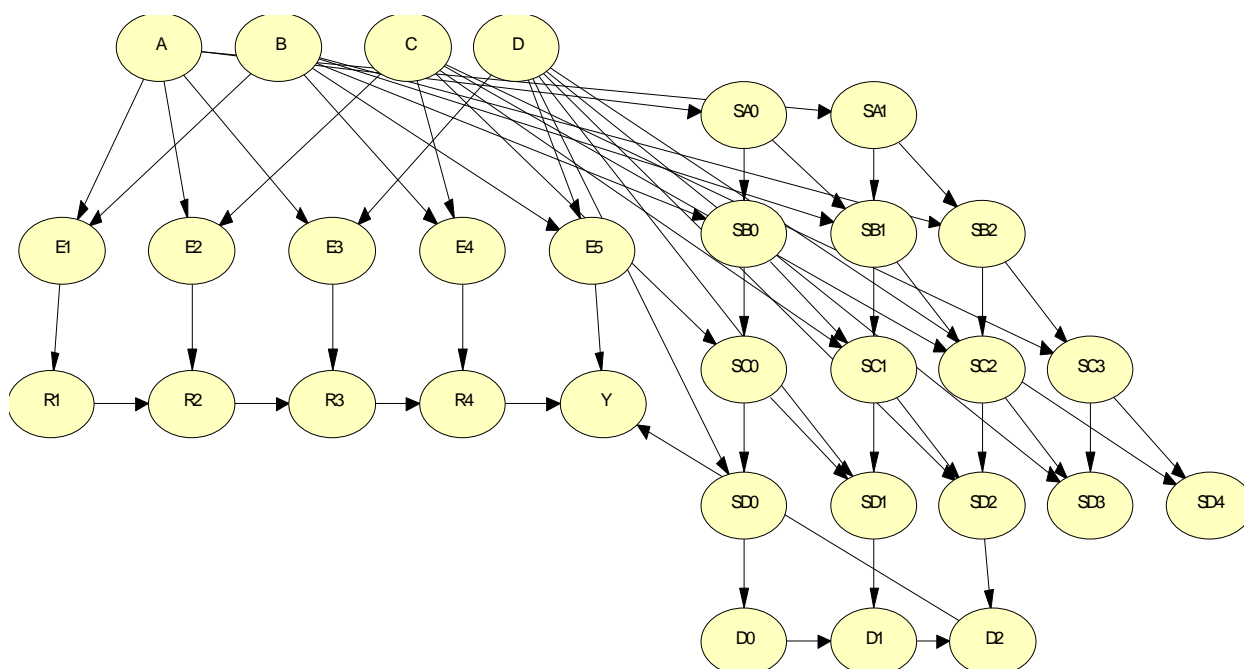 A B C D
SA0 SA1
E1 E2 E3 E4 E5 SB0 SB1 SB2
R1 R2 R3 R4 Y SC0 SC1 SC2 SC3
SD0 SD1 SD2 SD3 SD4
D0 D1 D2